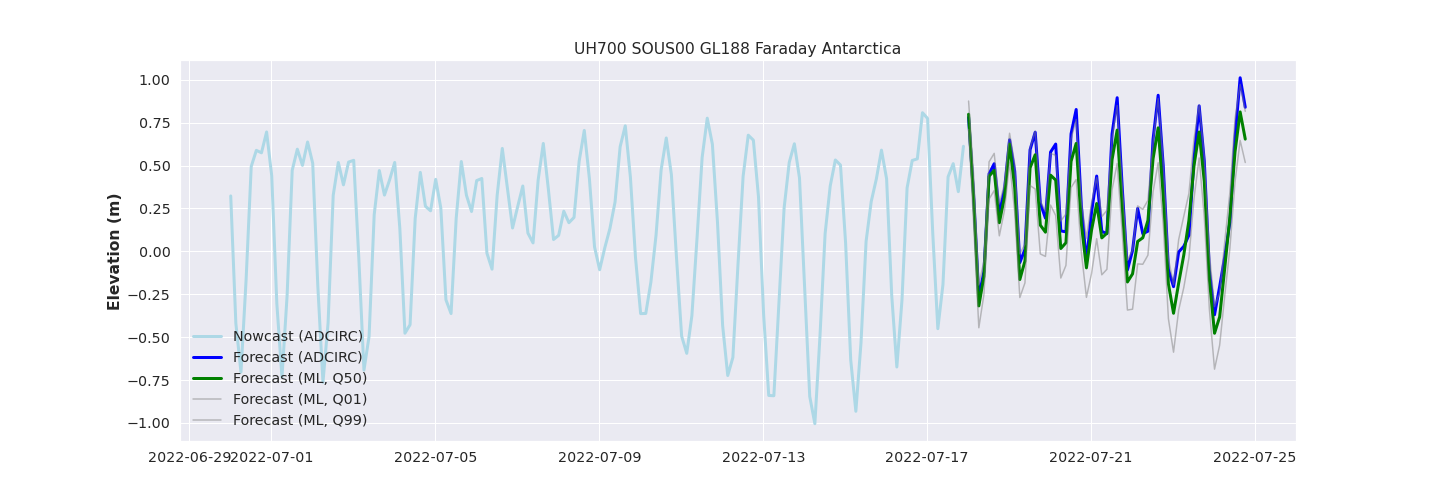 UH700 SOUS00 GL188 Faraday Antarctica
Elevation (m)
1.00
0.75
0.50
0.25
0.00
−0.25
−0.50
−0.75
−1.00
Nowcast (ADCIRC)
Forecast (ADCIRC)
Forecast (ML, Q50)
Forecast (ML, Q01)
Forecast (ML, Q99)
2022-06-29 2022-07-01 2022-07-05 2022-07-09 2022-07-13 2022-07-17 2022-07-21 2022-07-25